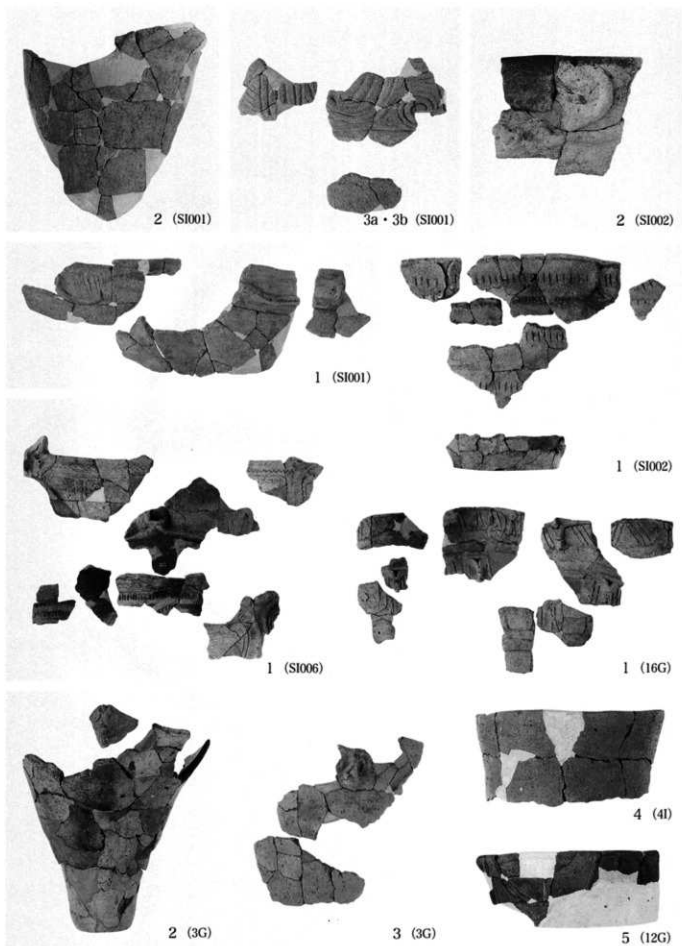 2 (SI001)
3a・3b (SI001)
2 (SI002)
1 (SI001)
1 (SI002)
1 (SI006)
1 (16G)
2 (3G)
3 (3G)
4 (4I)
5 (12G)